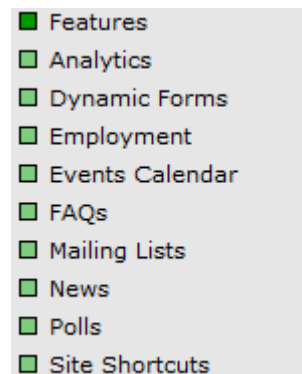 Features
Analytics
Dynamic Forms
Employment
Events Calendar
FAQs
Mailing Lists
News
Polls
Site Shortcuts